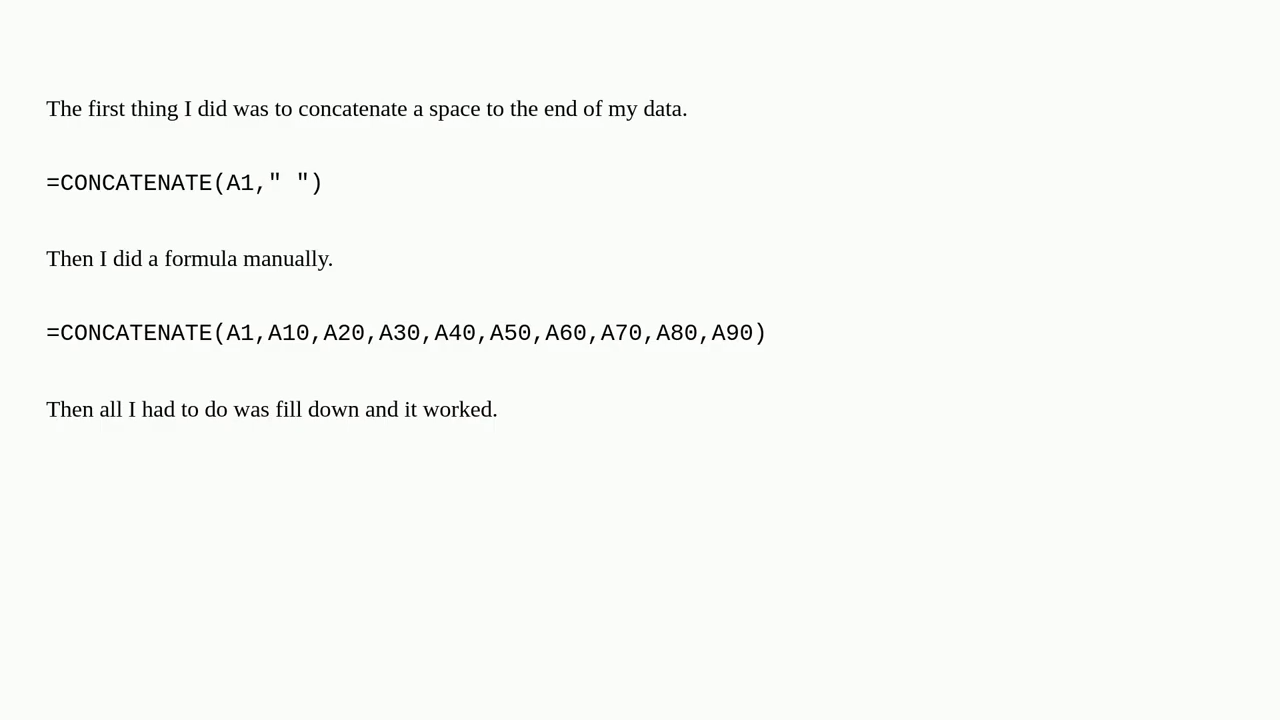 The first thing I did was to concatenate a space to the end of my data.
=CONCATENATE(A1," ")
Then I did a formula manually.
=CONCATENATE(A1,A10,A20,A30,A40,A50,A60,A70,A80,A90)
Then all I had to do was fill down and it worked.